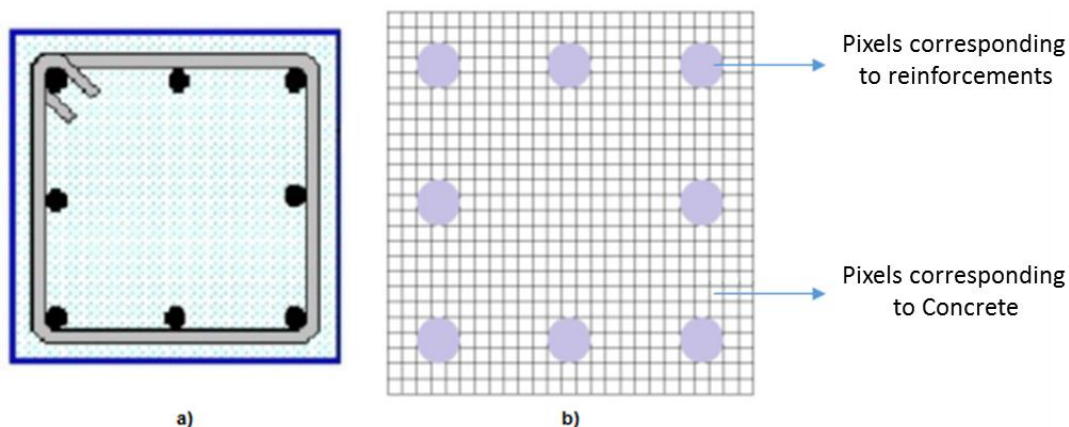 Pixels corresponding
to reinforcements
Pixels corresponding
to Concrete
a)
b)